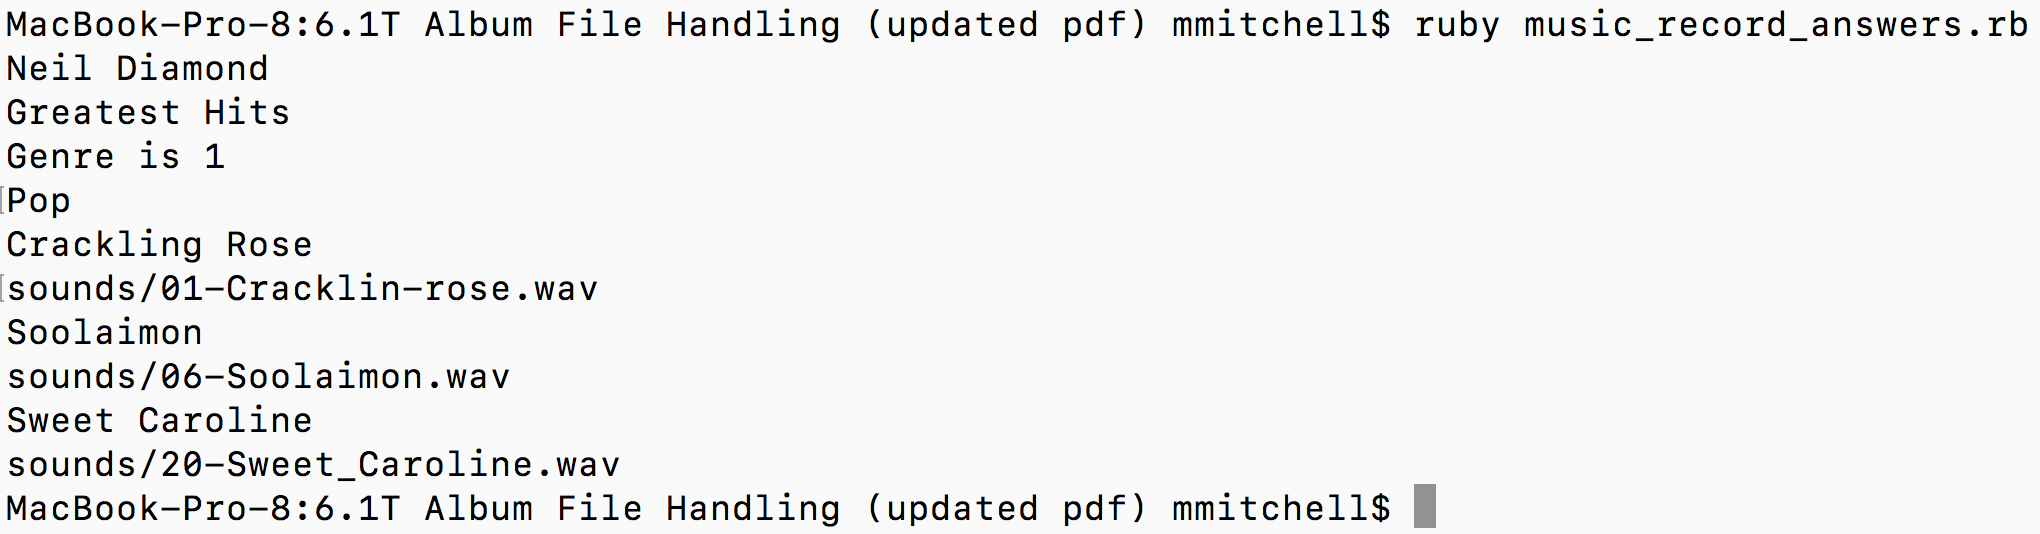 MacBook-Pro-8:6.1T Album File Handling (updated pdf) mmitchell$ ruby music_record_answers.rb
Neil Diamond
Greatest Hits
Genre is 1
Pop
Crackling Rose
sounds/01-Cracklin-rose.wav
Soolaimon
sounds/06-Soolaimon.wav
Sweet Caroline
sounds/20-Sweet_Caroline.wav
MacBook-Pro-8:6.1T Album File Handling (updated pdf) mmitchell$